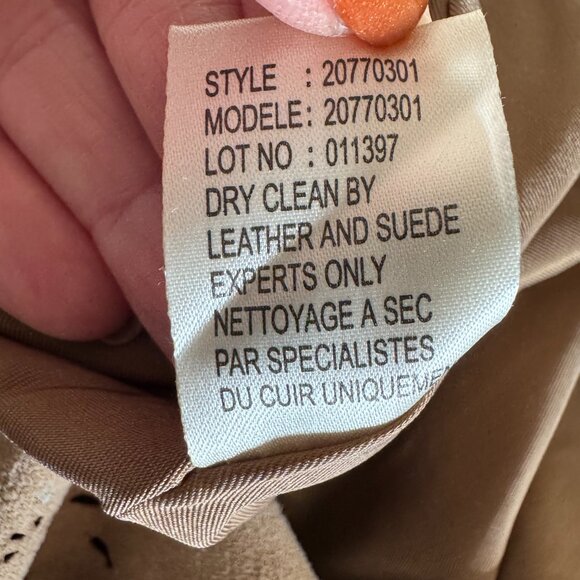 STYLE : 20770301
MODELE: 20770301
LOT NO : 011397
DRY CLEAN BY
LEATHER AND SUEDE
EXPERTS ONLY
NETTOYAGE A SEC
PAR SPECIALISTES
DU CUIR